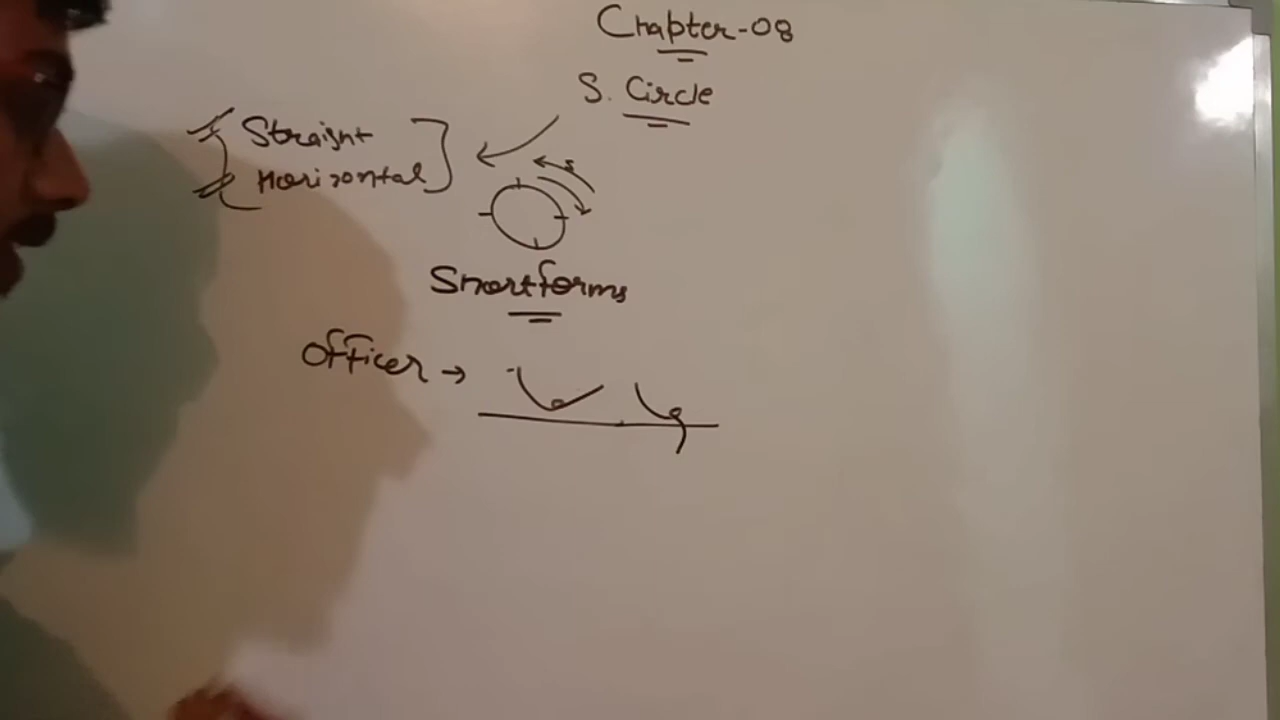 Chapter-08
S. Circle
Straight
Horizontal
Shortforms
Officer →